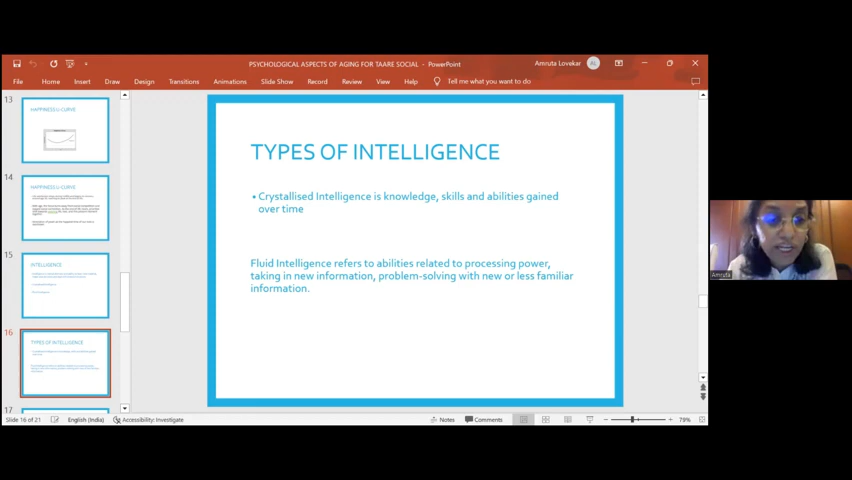 PSYCHOLOGICAL ASPECTS OF AGING FOR TAARE SOCIAL - PowerPoint
Amruta Lovekar
AL
File Home Insert Draw Design Transitions Animations Slide Show Record Review View Help Tell me what you want to do
13
HAPPINESS U-CURVE
14
HAPPINESS U-CURVE
15
INTELLIGENCE
16
TYPES OF INTELLIGENCE
17
TYPES OF INTELLIGENCE
• Crystallised Intelligence is knowledge, skills and abilities gained
over time
Fluid Intelligence refers to abilities related to processing power,
taking in new information, problem-solving with new or less familiar
information.
Amruta
Slide 16 of 21 English (India) Accessibility: Investigate Notes Comments 79%